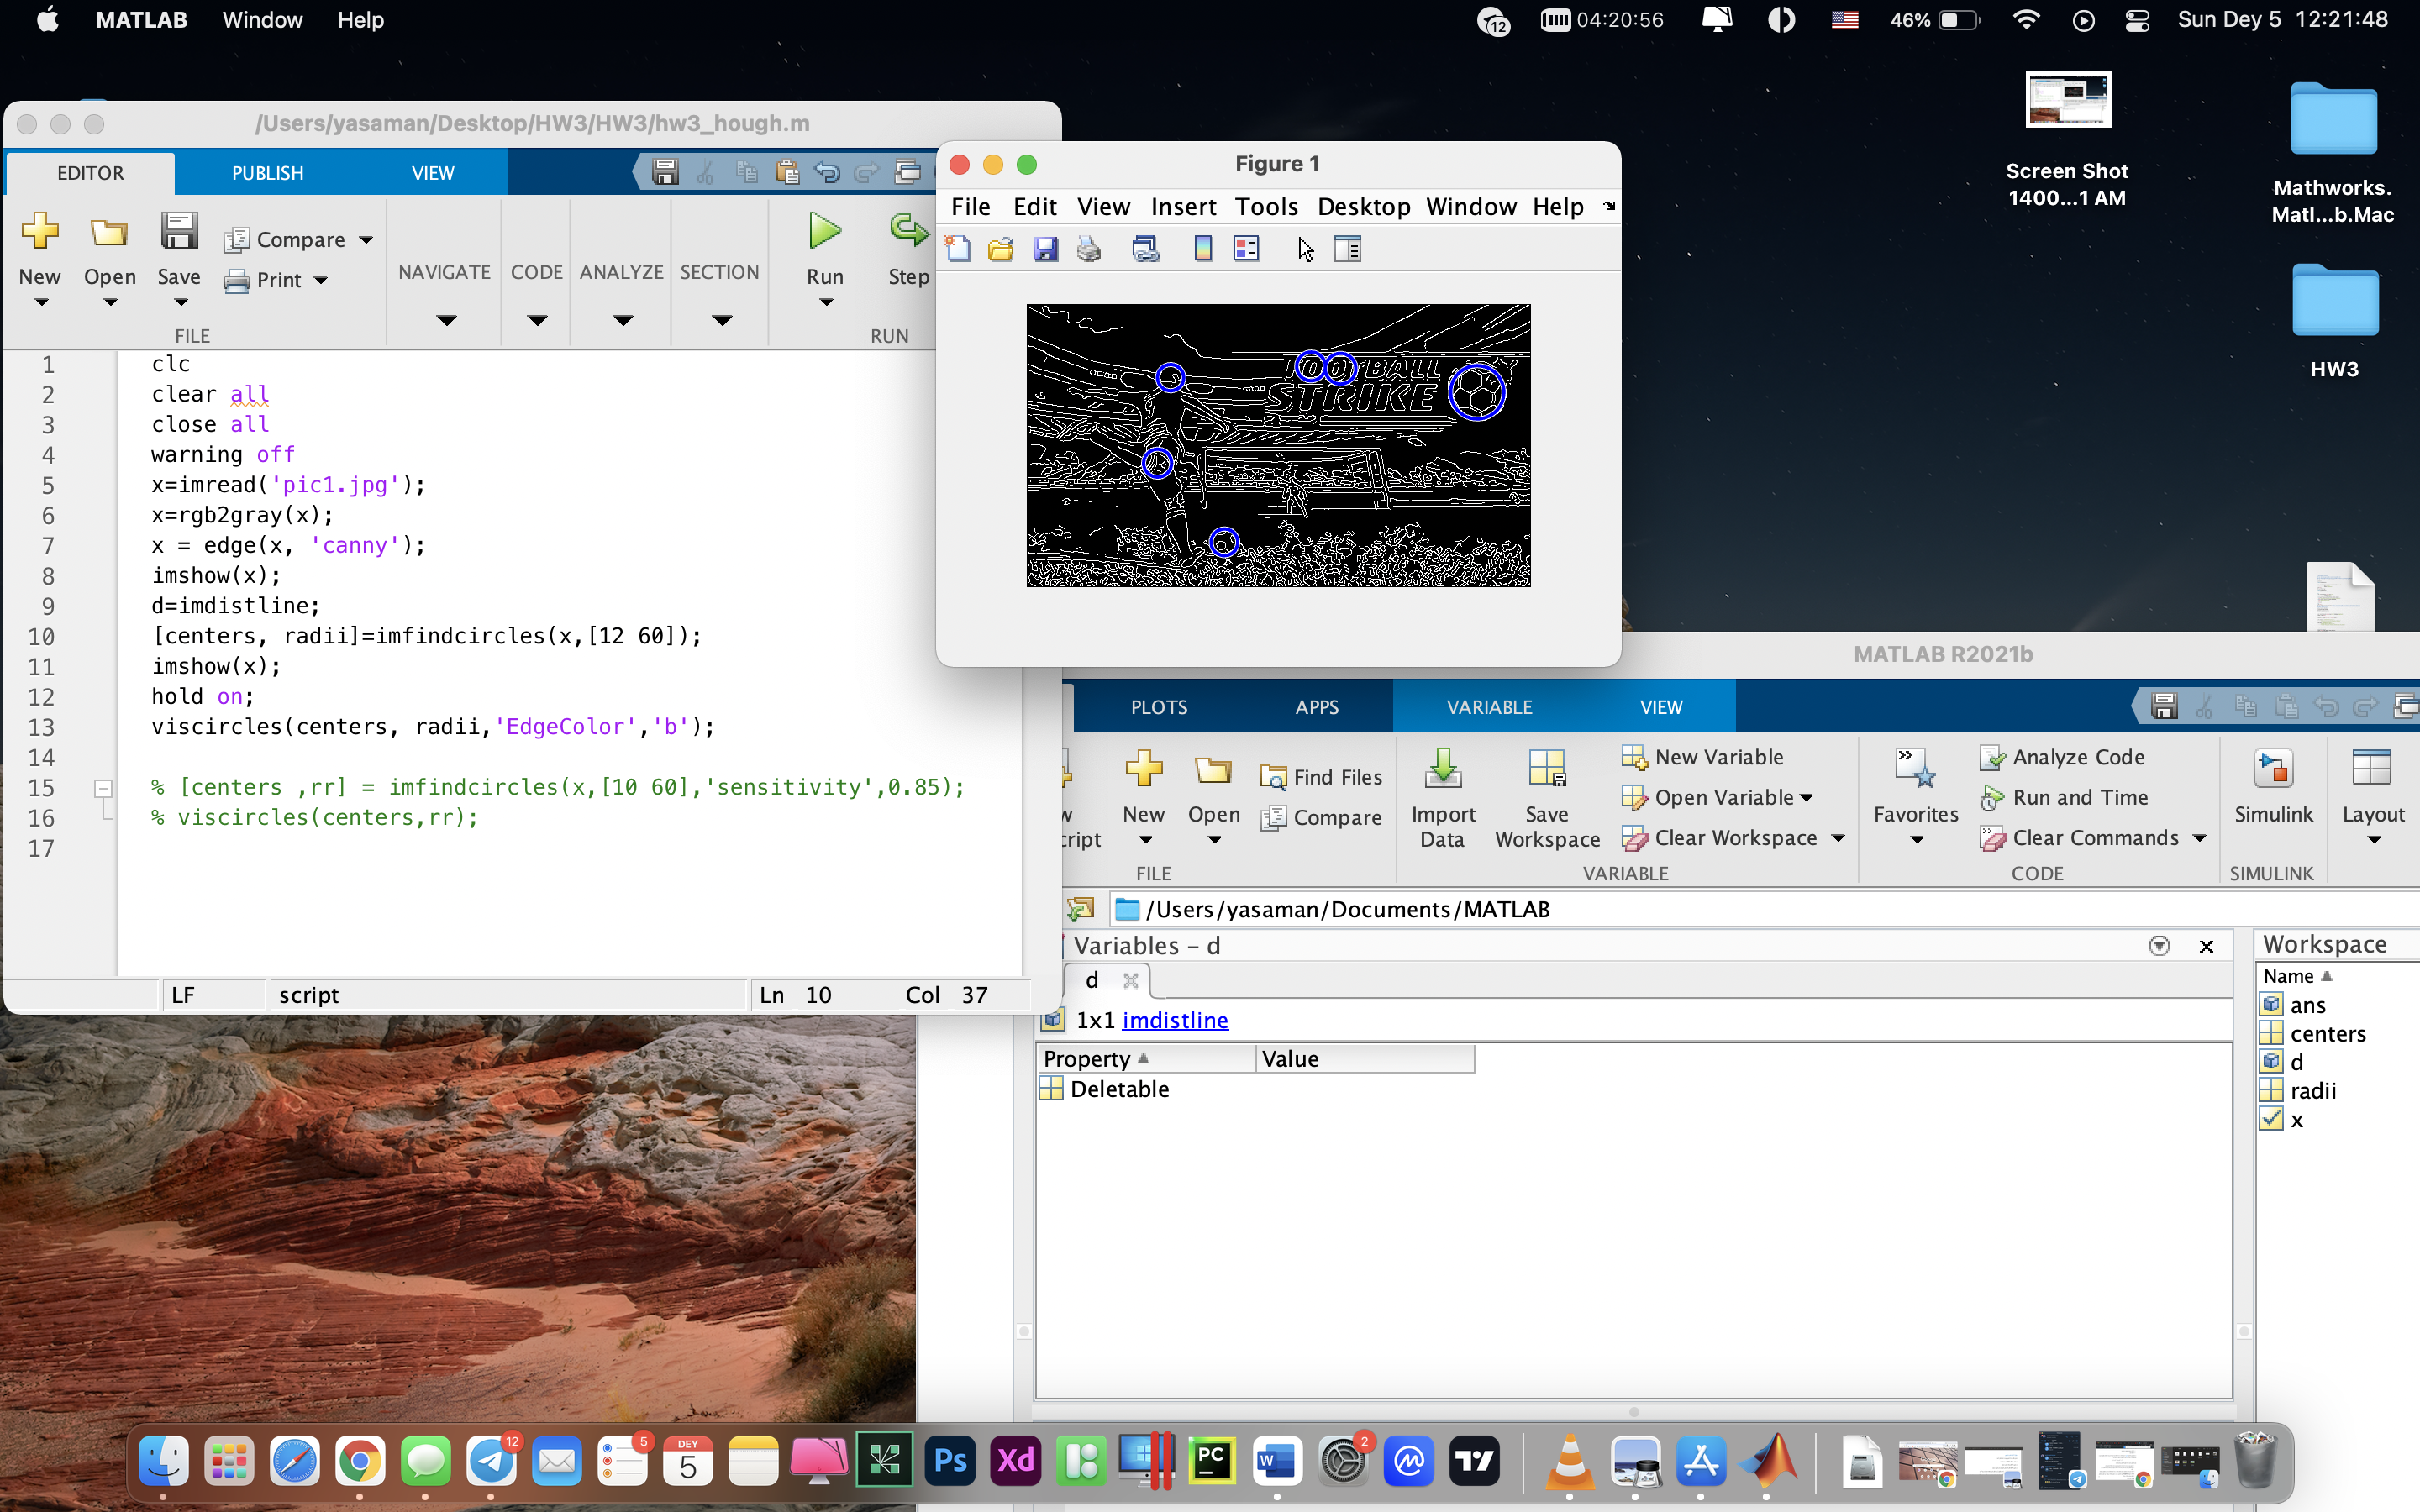 MATLAB Window Help
12 04:20:56 46% Sun Dey 5 12:21:48
Screen Shot
1400...1 AM
Mathworks.
Matl...b.Mac
HW3
/Users/yasaman/Desktop/HW3/HW3/hw3_hough.m
EDITOR PUBLISH VIEW
New Open Save Compare Print
FILE
NAVIGATE CODE ANALYZE SECTION
Run Step
RUN
1 clc
2 clear all
3 close all
4 warning off
5 x=imread('pic1.jpg');
6 x=rgb2gray(x);
7 x = edge(x, 'canny');
8 imshow(x);
9 d=imdistline;
10 [centers, radii]=imfindcircles(x,[12 60]);
11 imshow(x);
12 hold on;
13 viscircles(centers, radii,'EdgeColor','b');
14
15 % [centers ,rr] = imfindcircles(x,[10 60],'sensitivity',0.85);
16 % viscircles(centers,rr);
17
LF script Ln 10 Col 37
Figure 1
File Edit View Insert Tools Desktop Window Help
FOOTBALL
STRIKE
MATLAB R2021b
PLOTS APPS VARIABLE VIEW
New Open Find Files Compare
FILE
Import
Data
Save
Workspace
New Variable
Open Variable
Clear Workspace
VARIABLE
Favorites
Analyze Code
Run and Time
Clear Commands
CODE
Simulink
SIMULINK
Layout
/Users/yasaman/Documents/MATLAB
Variables – d
d
1x1 imdistline
Property Value
Deletable
Workspace
Name
ans
centers
d
radii
x
12 5 DEY 5 Ps Xd PC W 2